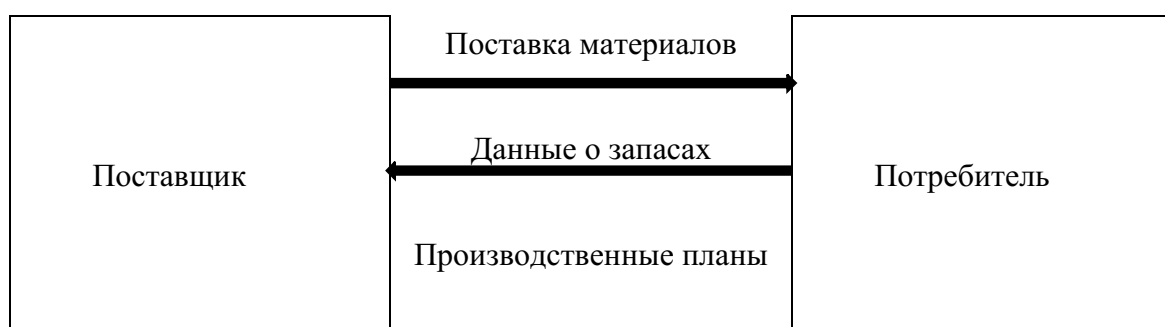 Поставка материалов
Данные о запасах
Поставщик
Потребитель
Производственные планы